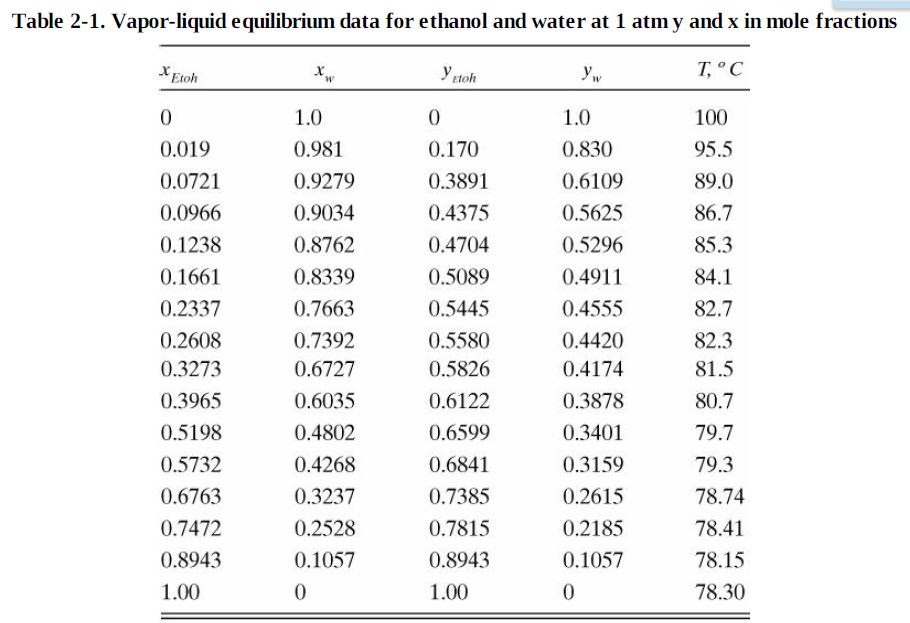 Table 2-1. Vapor-liquid equilibrium data for ethanol and water at 1 atm y and x in mole fractions
x Etoh x w y Etoh y w T, °C
0 1.0 0 1.0 100
0.019 0.981 0.170 0.830 95.5
0.0721 0.9279 0.3891 0.6109 89.0
0.0966 0.9034 0.4375 0.5625 86.7
0.1238 0.8762 0.4704 0.5296 85.3
0.1661 0.8339 0.5089 0.4911 84.1
0.2337 0.7663 0.5445 0.4555 82.7
0.2608 0.7392 0.5580 0.4420 82.3
0.3273 0.6727 0.5826 0.4174 81.5
0.3965 0.6035 0.6122 0.3878 80.7
0.5198 0.4802 0.6599 0.3401 79.7
0.5732 0.4268 0.6841 0.3159 79.3
0.6763 0.3237 0.7385 0.2615 78.74
0.7472 0.2528 0.7815 0.2185 78.41
0.8943 0.1057 0.8943 0.1057 78.15
1.00 0 1.00 0 78.30